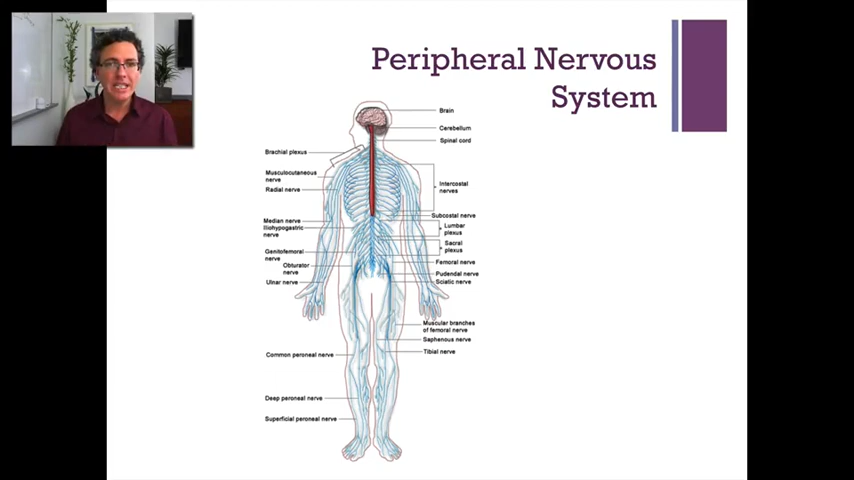 Peripheral Nervous
System
Brain
Cerebellum
Spinal cord
Brachial plexus
Musculocutaneous
nerve
Radial nerve
Intercostal
nerves
Subcostal nerve
Median nerve
Iliohypogastric
nerve
Lumbar
plexus
Sacral
plexus
Genitofemoral
nerve
Obturator
nerve
Ulnar nerve
Femoral nerve
Pudendal nerve
Sciatic nerve
Muscular branches
of femoral nerve
Saphenous nerve
Tibial nerve
Common peroneal nerve
Deep peroneal nerve
Superficial peroneal nerve